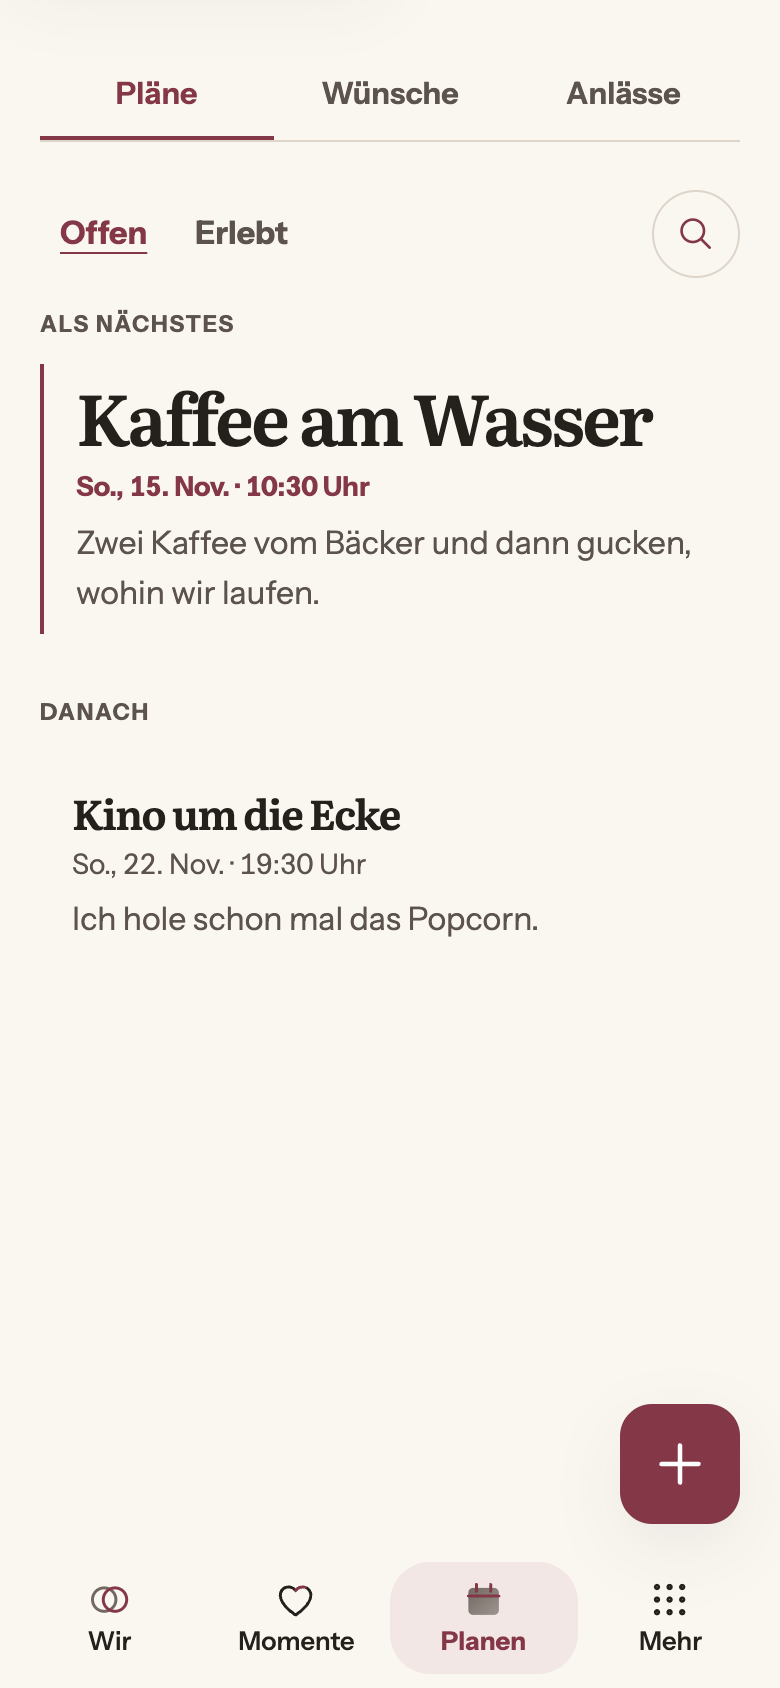 Pläne Wünsche Anlässe
Offen Erlebt
ALS NÄCHSTES
Kaffee am Wasser
So., 15. Nov. · 10:30 Uhr
Zwei Kaffee vom Bäcker und dann gucken,
wohin wir laufen.
DANACH
Kino um die Ecke
So., 22. Nov. · 19:30 Uhr
Ich hole schon mal das Popcorn.
Wir Momente Planen Mehr